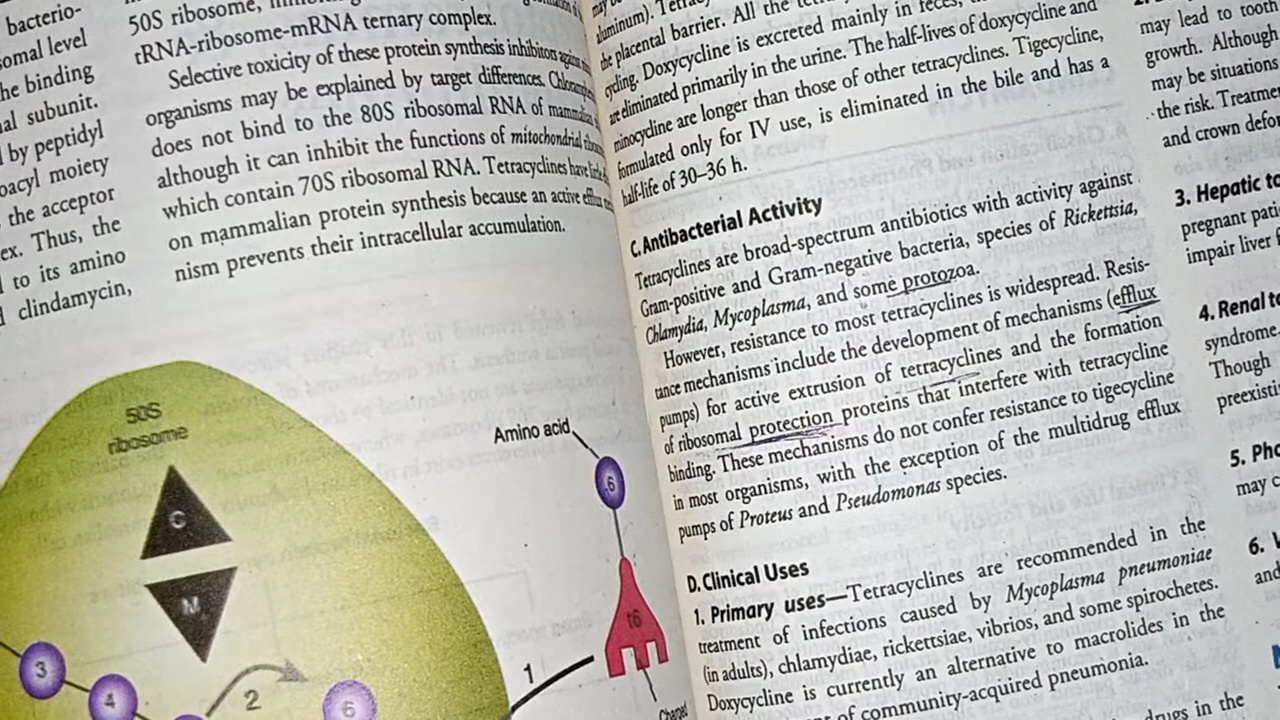 bacterio-
somal level
he binding
al subunit.
by peptidyl
oacyl moiety
the acceptor
ex. Thus, the
to its amino
clindamycin,
50S ribosome,
rRNA-ribosome-mRNA ternary complex.
Selective toxicity of these protein synthesis inhibitors against
organisms may be explained by target differences.
does not bind to the 80S ribosomal RNA of
although it can inhibit the functions of mitochondrial
which contain 70S ribosomal RNA. Tetracyclines have little
on mammalian protein synthesis because an active efflux
nism prevents their intracellular accumulation.
50S
ribosome
C
M
3
4
2
6
1
Amino acid
6
t6
Charged
aluminum).
the placental barrier. All the
cycling. Doxycycline is excreted mainly in feces,
are eliminated primarily in the urine. The half-lives of doxycycline and
minocycline are longer than those of other tetracyclines. Tigecycline,
formulated only for IV use, is eliminated in the bile and has a
half-life of 30–36 h.
C. Antibacterial Activity
Tetracyclines are broad-spectrum antibiotics with activity against
Gram-positive and Gram-negative bacteria, species of Rickettsia,
Chlamydia, Mycoplasma, and some protozoa.
However, resistance to most tetracyclines is widespread. Resis-
tance mechanisms include the development of mechanisms (efflux
pumps) for active extrusion of tetracyclines and the formation
of ribosomal protection proteins that interfere with tetracycline
binding. These mechanisms do not confer resistance to tigecycline
in most organisms, with the exception of the multidrug efflux
pumps of Proteus and Pseudomonas species.
D. Clinical Uses
1. Primary uses—Tetracyclines are recommended in the
treatment of infections caused by Mycoplasma pneumoniae
(in adults), chlamydiae, rickettsiae, vibrios, and some spirochetes.
Doxycycline is currently an alternative to macrolides in the
of community-acquired pneumonia.
drugs in the
may lead to tooth
growth. Although
may be situations
the risk. Treatme
and crown defor
3. Hepatic to
pregnant pati
impair liver f
4. Renal to
syndrome.
Though
preexisti
5. Pho
may c
6. V
and